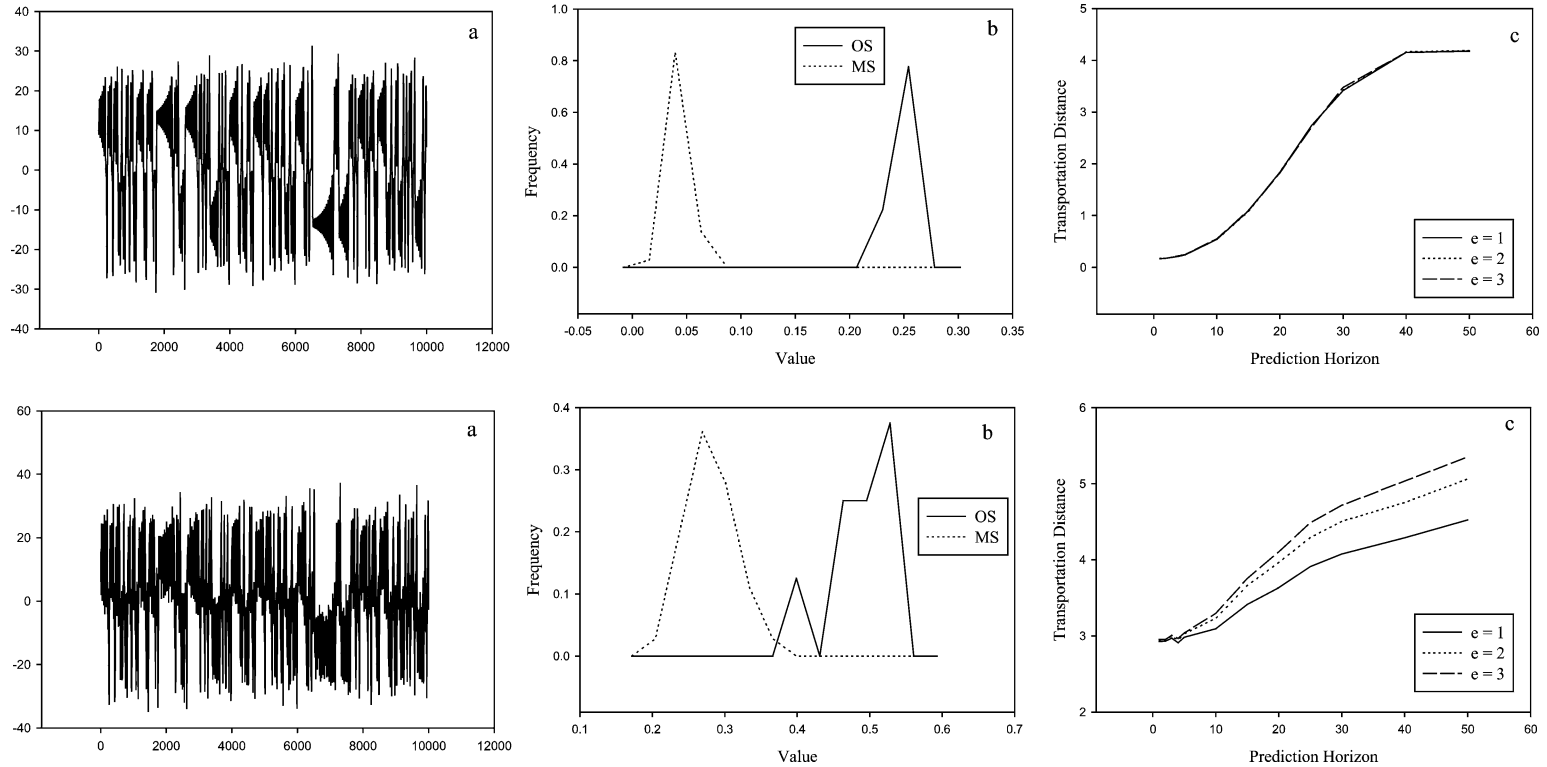 a
40
30
20
10
0
-10
-20
-30
-40
0 2000 4000 6000 8000 10000 12000
b
OS
MS
Frequency
1.0
0.8
0.6
0.4
0.2
0.0
-0.05 0.00 0.05 0.10 0.15 0.20 0.25 0.30 0.35
Value
c
Transportation Distance
5
4
3
2
1
0
e = 1
e = 2
e = 3
0 10 20 30 40 50 60
Prediction Horizon
a
60
40
20
0
-20
-40
0 2000 4000 6000 8000 10000 12000
b
Frequency
0.4
0.3
0.2
0.1
0.0
OS
MS
0.1 0.2 0.3 0.4 0.5 0.6 0.7
Value
c
Transportation Distance
6
5
4
3
2
e = 1
e = 2
e = 3
0 10 20 30 40 50 60
Prediction Horizon